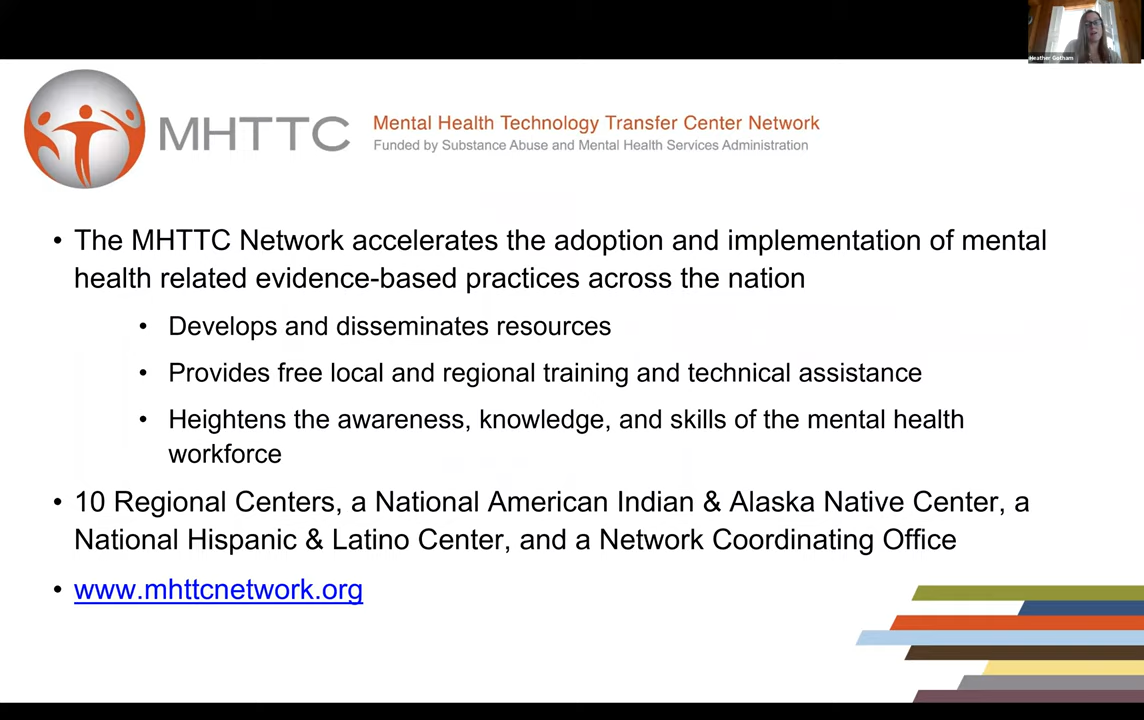 Heather Gotham
MHTTC
Mental Health Technology Transfer Center Network
Funded by Substance Abuse and Mental Health Services Administration
• The MHTTC Network accelerates the adoption and implementation of mental
health related evidence-based practices across the nation
• Develops and disseminates resources
• Provides free local and regional training and technical assistance
• Heightens the awareness, knowledge, and skills of the mental health
workforce
• 10 Regional Centers, a National American Indian & Alaska Native Center, a
National Hispanic & Latino Center, and a Network Coordinating Office
• www.mhttcnetwork.org